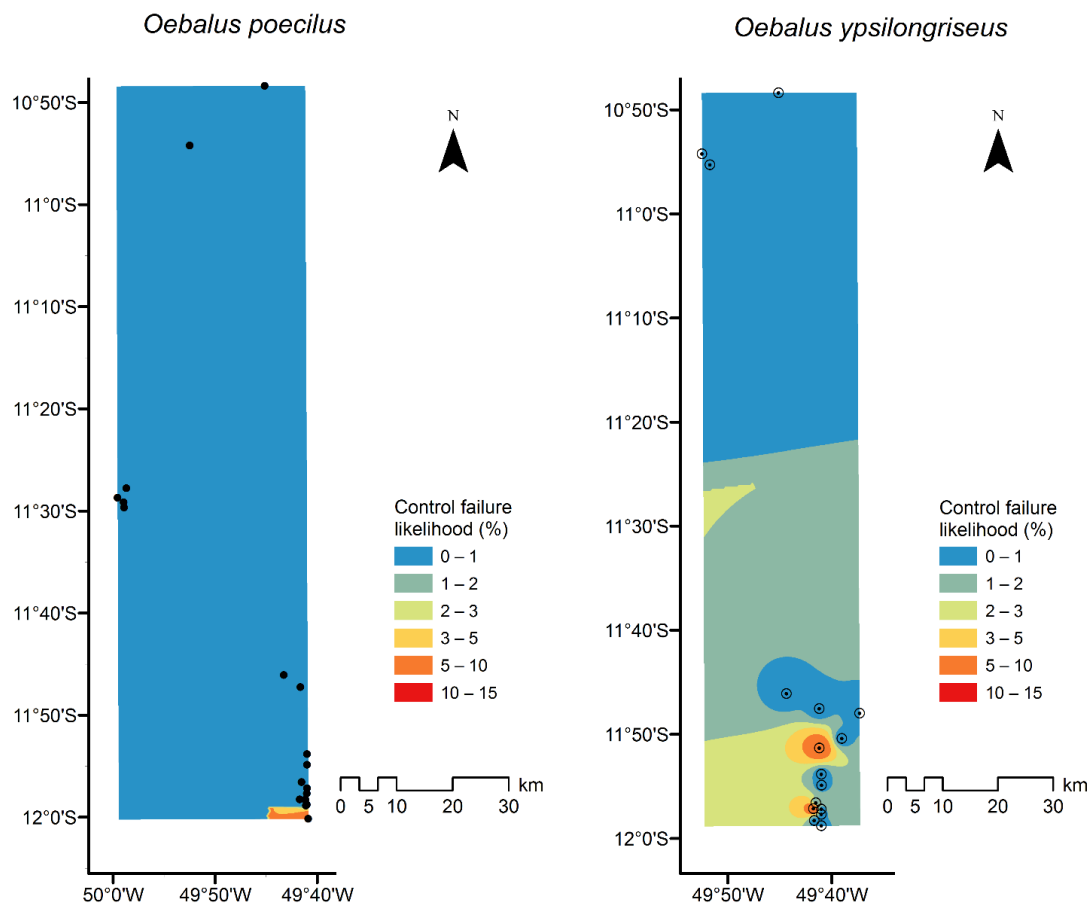 Oebalus poecilus
10°50'S
11°0'S
11°10'S
11°20'S
11°30'S
11°40'S
11°50'S
12°0'S
50°0'W
49°50'W
49°40'W
N
Control failure
likelihood (%)
0 – 1
1 – 2
2 – 3
3 – 5
5 – 10
10 – 15
0 5 10 20 30 km
Oebalus ypsilongriseus
10°50'S
11°0'S
11°10'S
11°20'S
11°30'S
11°40'S
11°50'S
12°0'S
49°50'W
49°40'W
N
Control failure
likelihood (%)
0 – 1
1 – 2
2 – 3
3 – 5
5 – 10
10 – 15
0 5 10 20 30 km